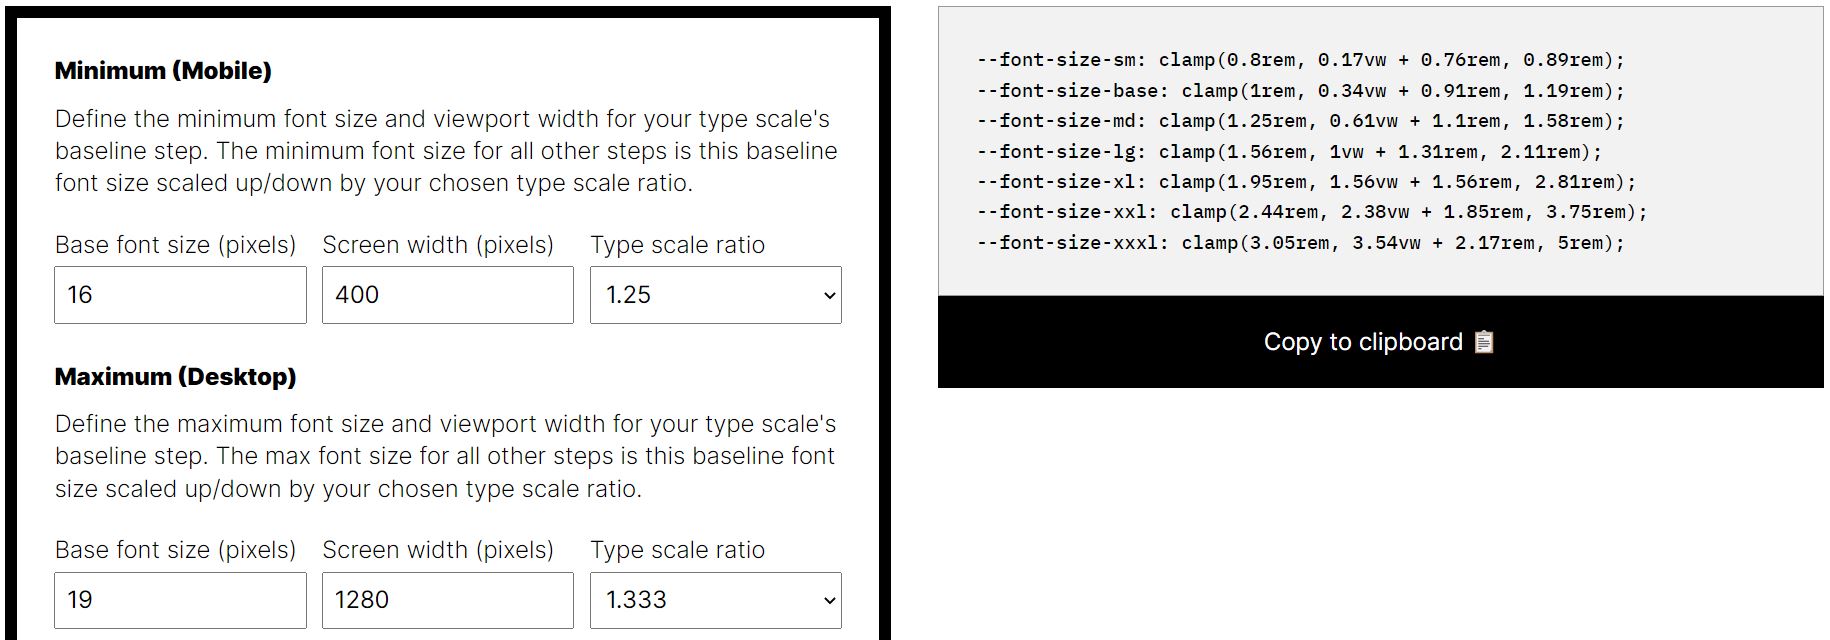 Minimum (Mobile)
Define the minimum font size and viewport width for your type scale's
baseline step. The minimum font size for all other steps is this baseline
font size scaled up/down by your chosen type scale ratio.
Base font size (pixels) Screen width (pixels) Type scale ratio
16 400 1.25
Maximum (Desktop)
Define the maximum font size and viewport width for your type scale's
baseline step. The max font size for all other steps is this baseline font
size scaled up/down by your chosen type scale ratio.
Base font size (pixels) Screen width (pixels) Type scale ratio
19 1280 1.333
--font-size-sm: clamp(0.8rem, 0.17vw + 0.76rem, 0.89rem);
--font-size-base: clamp(1rem, 0.34vw + 0.91rem, 1.19rem);
--font-size-md: clamp(1.25rem, 0.61vw + 1.1rem, 1.58rem);
--font-size-lg: clamp(1.56rem, 1vw + 1.31rem, 2.11rem);
--font-size-xl: clamp(1.95rem, 1.56vw + 1.56rem, 2.81rem);
--font-size-xxl: clamp(2.44rem, 2.38vw + 1.85rem, 3.75rem);
--font-size-xxxl: clamp(3.05rem, 3.54vw + 2.17rem, 5rem);
Copy to clipboard 📋